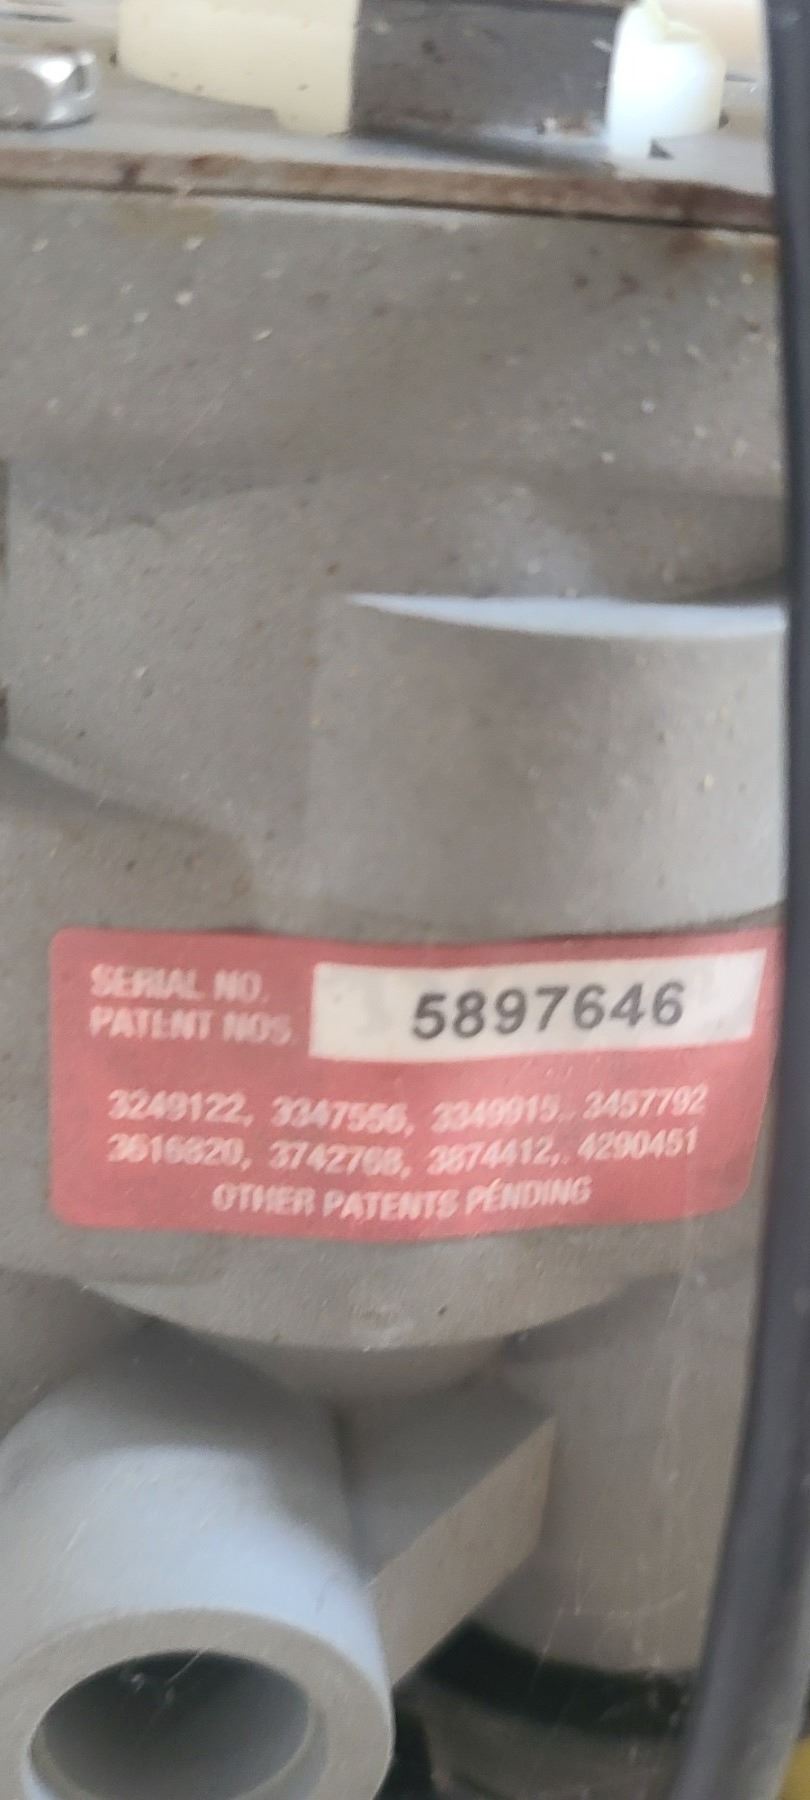 SERIAL NO.
PATENT NOS. 5897646
3249122, 3347556, 3349915, 3457792
3616820, 3742768, 3874412, 4290451
OTHER PATENTS PENDING